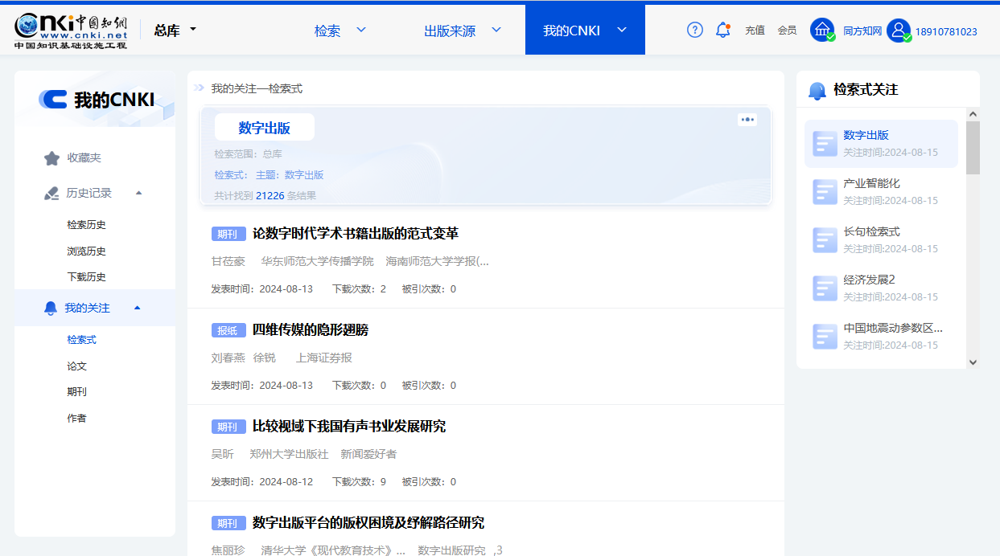 Cnki 中国知网
www.cnki.net
中国知识基础设施工程
总库
检索
出版来源
我的CNKI
充值
会员
同方知网
18910781023
我的CNKI
收藏夹
历史记录
检索历史
浏览历史
下载历史
我的关注
检索式
论文
期刊
作者
我的关注—检索式
数字出版
检索范围：总库
检索式： 主题：数字出版
共计找到 21226 条结果
期刊 论数字时代学术书籍出版的范式变革
甘莅豪 华东师范大学传播学院 海南师范大学学报(...
发表时间：2024-08-13 下载次数：2 被引次数：0
报纸 四维传媒的隐形翅膀
刘春燕 徐锐 上海证券报
发表时间：2024-08-13 下载次数：0 被引次数：0
期刊 比较视域下我国有声书业发展研究
吴昕 郑州大学出版社 新闻爱好者
发表时间：2024-08-12 下载次数：9 被引次数：0
期刊 数字出版平台的版权困境及纾解路径研究
焦丽珍 清华大学《现代教育技术》... 数字出版研究 ,3
检索式关注
数字出版
关注时间:2024-08-15
产业智能化
关注时间:2024-08-15
长句检索式
关注时间:2024-08-15
经济发展2
关注时间:2024-08-15
中国地震动参数区...
关注时间:2024-08-15